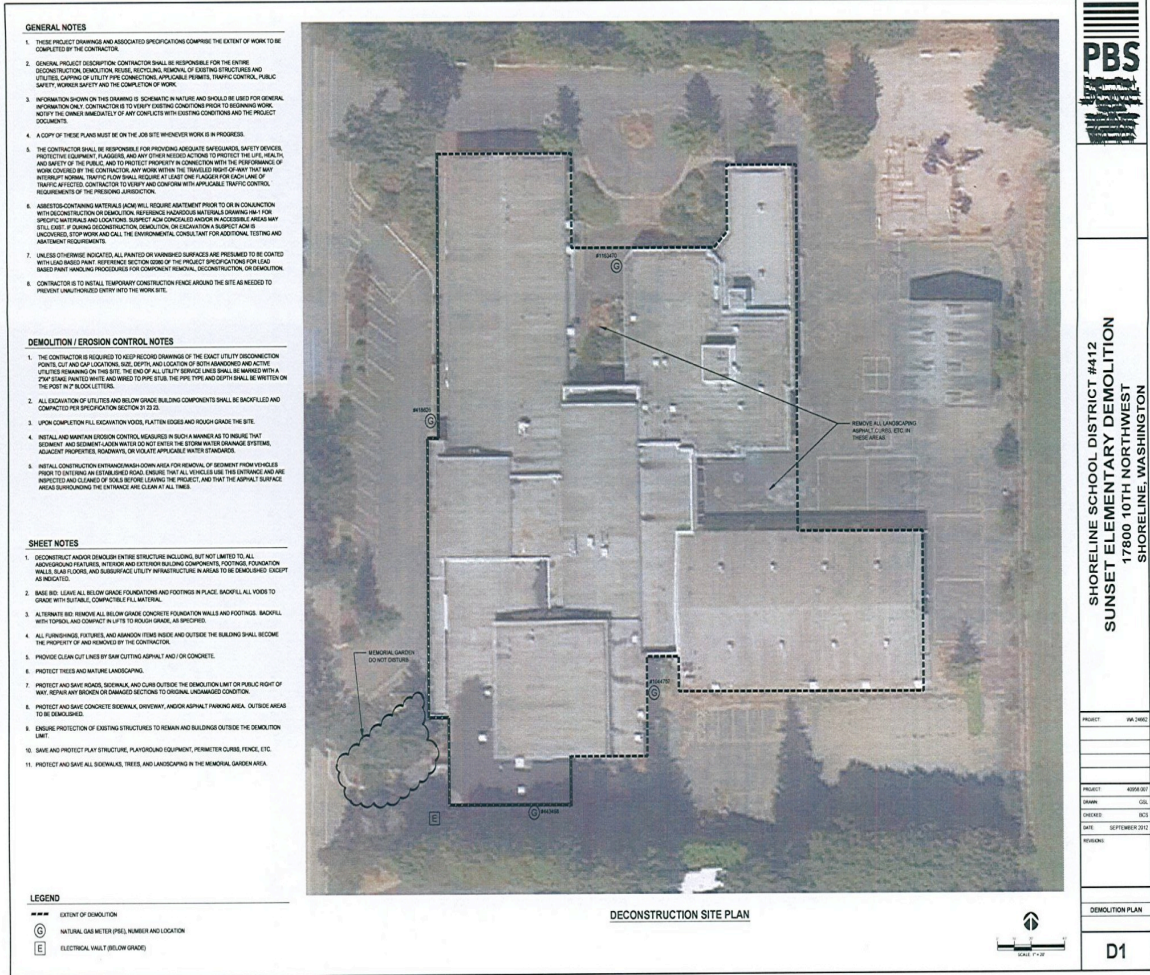 GENERAL NOTES
1. THESE PROJECT DRAWINGS AND ASSOCIATED SPECIFICATIONS COMPRISE THE EXTENT OF WORK TO BE
COMPLETED BY THE CONTRACTOR.
2. GENERAL PROJECT DESCRIPTION: CONTRACTOR SHALL BE RESPONSIBLE FOR THE ENTIRE
DECONSTRUCTION, DEMOLITION, REUSE, RECYCLING, REMOVAL OF EXISTING STRUCTURES AND
UTILITIES, CAPPING OF UTILITY PIPE CONNECTIONS, APPLICABLE PERMITS, TRAFFIC CONTROL, PUBLIC
SAFETY, WORKER SAFETY AND THE COMPLETION OF WORK.
3. INFORMATION SHOWN ON THIS DRAWING IS SCHEMATIC IN NATURE AND SHOULD BE USED FOR GENERAL
INFORMATION ONLY. CONTRACTOR IS TO VERIFY EXISTING CONDITIONS PRIOR TO BEGINNING WORK.
NOTIFY THE OWNER IMMEDIATELY OF ANY CONFLICTS WITH EXISTING CONDITIONS AND THE PROJECT
DOCUMENTS.
4. A COPY OF THESE PLANS MUST BE ON THE JOB SITE WHENEVER WORK IS IN PROGRESS.
5. THE CONTRACTOR SHALL BE RESPONSIBLE FOR PROVIDING ADEQUATE SAFEGUARDS, SAFETY DEVICES,
PROTECTIVE EQUIPMENT, FLAGGERS, AND ANY OTHER NEEDED ACTIONS TO PROTECT THE LIFE, HEALTH,
AND SAFETY OF THE PUBLIC, AND TO PROTECT PROPERTY IN CONNECTION WITH THE PERFORMANCE OF
WORK COVERED BY THE CONTRACTOR. ANY WORK WITHIN THE TRAVELED RIGHT-OF-WAY THAT MAY
INTERRUPT NORMAL TRAFFIC FLOW SHALL REQUIRE AT LEAST ONE FLAGGER FOR EACH LANE OF
TRAFFIC AFFECTED. CONTRACTOR TO VERIFY AND CONFORM WITH APPLICABLE TRAFFIC CONTROL
REQUIREMENTS OF THE PRESIDING JURISDICTION.
6. ASBESTOS-CONTAINING MATERIALS (ACM) WILL REQUIRE ABATEMENT PRIOR TO OR IN CONJUNCTION
WITH DECONSTRUCTION OR DEMOLITION. REFERENCE HAZARDOUS MATERIALS DRAWING HM-1 FOR
SPECIFIC MATERIALS AND LOCATIONS. SUSPECT ACM CONCEALED AND/OR IN ACCESSIBLE AREAS MAY
STILL EXIST. IF DURING DECONSTRUCTION, DEMOLITION, OR EXCAVATION A SUSPECT ACM IS
UNCOVERED, STOP WORK AND CALL THE ENVIRONMENTAL CONSULTANT FOR ADDITIONAL TESTING AND
ABATEMENT REQUIREMENTS.
7. UNLESS OTHERWISE INDICATED, ALL PAINTED OR VARNISHED SURFACES ARE PRESUMED TO BE COATED
WITH LEAD BASED PAINT. REFERENCE SECTION 02090 OF THE PROJECT SPECIFICATIONS FOR LEAD
BASED PAINT HANDLING PROCEDURES FOR COMPONENT REMOVAL, DECONSTRUCTION, OR DEMOLITION.
8. CONTRACTOR IS TO INSTALL TEMPORARY CONSTRUCTION FENCE AROUND THE SITE AS NEEDED TO
PREVENT UNAUTHORIZED ENTRY INTO THE WORK SITE.
DEMOLITION / EROSION CONTROL NOTES
1. THE CONTRACTOR IS REQUIRED TO KEEP RECORD DRAWINGS OF THE EXACT UTILITY DISCONNECTION
POINTS, CUT AND CAP LOCATIONS, SIZE, DEPTH, AND LOCATION OF BOTH ABANDONED AND ACTIVE
UTILITIES REMAINING ON THIS SITE. THE END OF ALL UTILITY SERVICE LINES SHALL BE MARKED WITH A
2"X4" STAKE PAINTED WHITE AND WIRED TO PIPE STUB. THE PIPE TYPE AND DEPTH SHALL BE WRITTEN ON
THE POST IN 2" BLOCK LETTERS.
2. ALL EXCAVATION OF UTILITIES AND BELOW GRADE BUILDING COMPONENTS SHALL BE BACKFILLED AND
COMPACTED PER SPECIFICATION SECTION 31 23 23.
3. UPON COMPLETION FILL EXCAVATION VOIDS, FLATTEN EDGES AND ROUGH GRADE THE SITE.
4. INSTALL AND MAINTAIN EROSION CONTROL MEASURES IN SUCH A MANNER AS TO INSURE THAT
SEDIMENT AND SEDIMENT-LADEN WATER DO NOT ENTER THE STORM WATER DRAINAGE SYSTEMS,
ADJACENT PROPERTIES, ROADWAYS, OR VIOLATE APPLICABLE WATER STANDARDS.
5. INSTALL CONSTRUCTION ENTRANCE/WASH-DOWN AREA FOR REMOVAL OF SEDIMENT FROM VEHICLES
PRIOR TO ENTERING AN ESTABLISHED ROAD. ENSURE THAT ALL VEHICLES USE THIS ENTRANCE AND ARE
INSPECTED AND CLEANED OF SOILS BEFORE LEAVING THE PROJECT, AND THAT THE ASPHALT SURFACE
AREAS SURROUNDING THE ENTRANCE ARE CLEAN AT ALL TIMES.
SHEET NOTES
1. DECONSTRUCT AND/OR DEMOLISH ENTIRE STRUCTURE INCLUDING, BUT NOT LIMITED TO, ALL
ABOVEGROUND FEATURES, INTERIOR AND EXTERIOR BUILDING COMPONENTS, FOOTINGS, FOUNDATION
WALLS, SLAB FLOORS, AND SUBSURFACE UTILITY INFRASTRUCTURE IN AREAS TO BE DEMOLISHED EXCEPT
AS INDICATED.
2. BASE BID: LEAVE ALL BELOW GRADE FOUNDATIONS AND FOOTINGS IN PLACE. BACKFILL ALL VOIDS TO
GRADE WITH SUITABLE, COMPACTIBLE FILL MATERIAL.
3. ALTERNATE BID: REMOVE ALL BELOW GRADE CONCRETE FOUNDATION WALLS AND FOOTINGS. BACKFILL
WITH TOPSOIL AND COMPACT IN LIFTS TO ROUGH GRADE, AS SPECIFIED.
4. ALL FURNISHINGS, FIXTURES, AND ABANDON ITEMS INSIDE AND OUTSIDE THE BUILDING SHALL BECOME
THE PROPERTY OF AND REMOVED BY THE CONTRACTOR.
5. PROVIDE CLEAN CUT LINES BY SAW CUTTING ASPHALT AND / OR CONCRETE.
6. PROTECT TREES AND MATURE LANDSCAPING.
7. PROTECT AND SAVE ROADS, SIDEWALK, AND CURB OUTSIDE THE DEMOLITION LIMIT OR PUBLIC RIGHT OF
WAY. REPAIR ANY BROKEN OR DAMAGED SECTIONS TO ORIGINAL UNDAMAGED CONDITION.
8. PROTECT AND SAVE CONCRETE SIDEWALK, DRIVEWAY, AND/OR ASPHALT PARKING AREA. OUTSIDE AREAS
TO BE DEMOLISHED.
9. ENSURE PROTECTION OF EXISTING STRUCTURES TO REMAIN AND BUILDINGS OUTSIDE THE DEMOLITION
LIMIT.
10. SAVE AND PROTECT PLAY STRUCTURE, PLAYGROUND EQUIPMENT, PERIMETER CURBS, FENCE, ETC.
11. PROTECT AND SAVE ALL SIDEWALKS, TREES, AND LANDSCAPING IN THE MEMORIAL GARDEN AREA.
LEGEND
EXTENT OF DEMOLITION
G NATURAL GAS METER (PSE), NUMBER AND LOCATION
E ELECTRICAL VAULT (BELOW GRADE)
G
G
REMOVE ALL LANDSCAPING
ASPHALT, CURBS, ETC. IN
THESE AREAS
MEMORIAL GARDEN
DO NOT DISTURB
G
G
E
DECONSTRUCTION SITE PLAN
SCALE: 1" = 20'
PBS
SHORELINE SCHOOL DISTRICT #412
SUNSET ELEMENTARY DEMOLITION
17800 10TH NORTHWEST
SHORELINE, WASHINGTON
PROJECT
PROJECT 40958.007
DRAWN
CHECKED BCS
DATE SEPTEMBER 2012
REVISIONS
DEMOLITION PLAN
D1